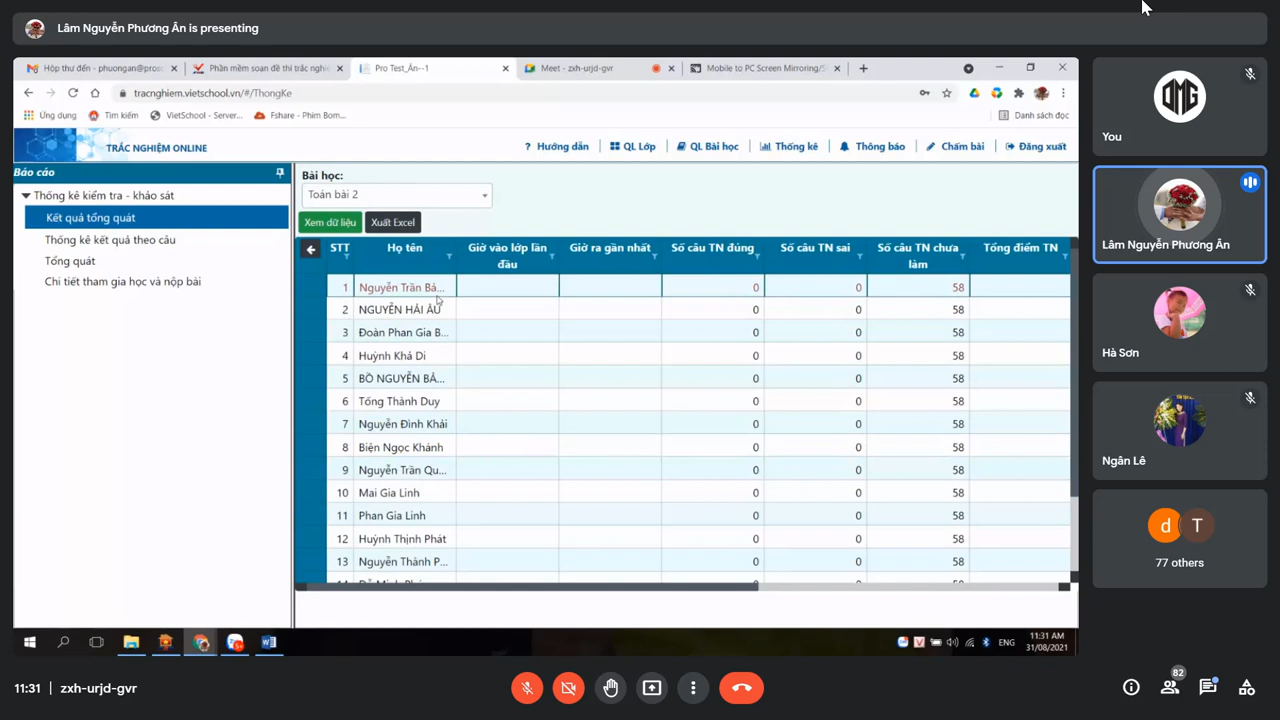 Lâm Nguyễn Phương Ân is presenting
Hộp thư đến - phuongan@prosc
Phần mềm soạn đề thi trắc nghiệ
Pro Test_Ân--1
Meet - zxh-urjd-gvr
Mobile to PC Screen Mirroring/S
tracnghiem.vietschool.vn/#/ThongKe
Ứng dụng
Tìm kiếm
VietSchool - Server...
Fshare - Phim Bom...
Danh sách đọc
TRẮC NGHIỆM ONLINE
? Hướng dẫn
QL Lớp
QL Bài học
Thống kê
Thông báo
Chấm bài
Đăng xuất
Báo cáo
Thống kê kiểm tra - khảo sát
Kết quả tổng quát
Thống kê kết quả theo câu
Tổng quát
Chi tiết tham gia học và nộp bài
Bài học:
Toán bài 2
Xem dữ liệu
Xuất Excel
STT Họ tên Giờ vào lớp lần đầu Giờ ra gần nhất Số câu TN đúng Số câu TN sai Số câu TN chưa làm Tổng điểm TN
1 Nguyễn Trần Bả... 0 0 58
2 NGUYỄN HẢI ÂU 0 0 58
3 Đoàn Phan Gia B... 0 0 58
4 Huỳnh Khả Di 0 0 58
5 BỒ NGUYỄN BẢ... 0 0 58
6 Tống Thành Duy 0 0 58
7 Nguyễn Đình Khải 0 0 58
8 Biện Ngọc Khánh 0 0 58
9 Nguyễn Trần Qu... 0 0 58
10 Mai Gia Linh 0 0 58
11 Phan Gia Linh 0 0 58
12 Huỳnh Thịnh Phát 0 0 58
13 Nguyễn Thành P... 0 0 58
ENG
11:31 AM
31/08/2021
OMG
You
Lâm Nguyễn Phương Ân
Hà Sơn
Ngân Lê
d T
77 others
11:31 | zxh-urjd-gvr
82